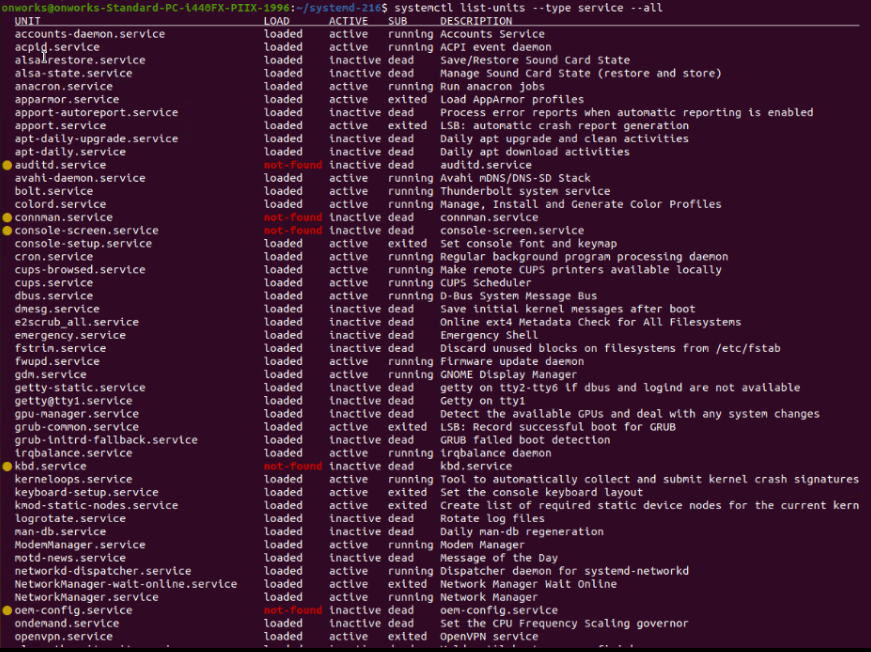 onworks@onworks-Standard-PC-i440FX-PIIX-1996:~/systemd-216$ systemctl list-units --type service --all
UNIT LOAD ACTIVE SUB DESCRIPTION
accounts-daemon.service loaded active running Accounts Service
acpid.service loaded active running ACPI event daemon
alsa-restore.service loaded inactive dead Save/Restore Sound Card State
alsa-state.service loaded inactive dead Manage Sound Card State (restore and store)
anacron.service loaded active running Run anacron jobs
apparmor.service loaded active exited Load AppArmor profiles
apport-autoreport.service loaded inactive dead Process error reports when automatic reporting is enabled
apport.service loaded active exited LSB: automatic crash report generation
apt-daily-upgrade.service loaded inactive dead Daily apt upgrade and clean activities
apt-daily.service loaded inactive dead Daily apt download activities
auditd.service not-found inactive dead auditd.service
avahi-daemon.service loaded active running Avahi mDNS/DNS-SD Stack
bolt.service loaded active running Thunderbolt system service
colord.service loaded active running Manage, Install and Generate Color Profiles
connman.service not-found inactive dead connman.service
console-screen.service not-found inactive dead console-screen.service
console-setup.service loaded active exited Set console font and keymap
cron.service loaded active running Regular background program processing daemon
cups-browsed.service loaded active running Make remote CUPS printers available locally
cups.service loaded active running CUPS Scheduler
dbus.service loaded active running D-Bus System Message Bus
dmesg.service loaded inactive dead Save initial kernel messages after boot
e2scrub_all.service loaded inactive dead Online ext4 Metadata Check for All Filesystems
emergency.service loaded inactive dead Emergency Shell
fstrim.service loaded inactive dead Discard unused blocks on filesystems from /etc/fstab
fwupd.service loaded active running Firmware update daemon
gdm.service loaded active running GNOME Display Manager
getty-static.service loaded inactive dead getty on tty2-tty6 if dbus and logind are not available
getty@tty1.service loaded inactive dead Getty on tty1
gpu-manager.service loaded inactive dead Detect the available GPUs and deal with any system changes
grub-common.service loaded active exited LSB: Record successful boot for GRUB
grub-initrd-fallback.service loaded inactive dead GRUB failed boot detection
irqbalance.service loaded active running irqbalance daemon
kbd.service not-found inactive dead kbd.service
kerneloops.service loaded active running Tool to automatically collect and submit kernel crash signatures
keyboard-setup.service loaded active exited Set the console keyboard layout
kmod-static-nodes.service loaded active exited Create list of required static device nodes for the current kern
logrotate.service loaded inactive dead Rotate log files
man-db.service loaded inactive dead Daily man-db regeneration
ModemManager.service loaded active running Modem Manager
motd-news.service loaded inactive dead Message of the Day
networkd-dispatcher.service loaded active running Dispatcher daemon for systemd-networkd
NetworkManager-wait-online.service loaded active exited Network Manager Wait Online
NetworkManager.service loaded active running Network Manager
oem-config.service not-found inactive dead oem-config.service
ondemand.service loaded inactive dead Set the CPU Frequency Scaling governor
openvpn.service loaded active exited OpenVPN service